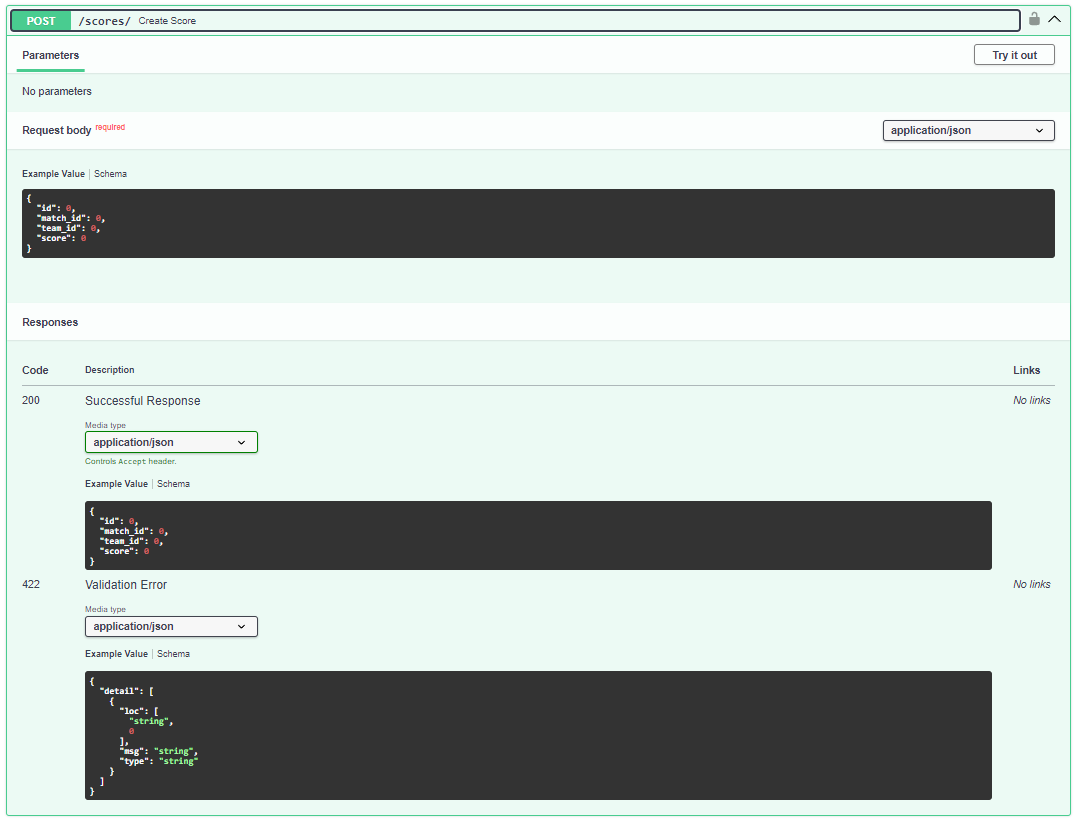 POST /scores/ Create Score
Parameters
Try it out
No parameters
Request body required
application/json
Example Value | Schema
{
  "id": 0,
  "match_id": 0,
  "team_id": 0,
  "score": 0
}
Responses
Code Description Links
200 Successful Response No links
Media type
application/json
Controls Accept header.
Example Value | Schema
{
  "id": 0,
  "match_id": 0,
  "team_id": 0,
  "score": 0
}
422 Validation Error No links
Media type
application/json
Example Value | Schema
{
  "detail": [
    {
      "loc": [
        "string",
        0
      ],
      "msg": "string",
      "type": "string"
    }
  ]
}